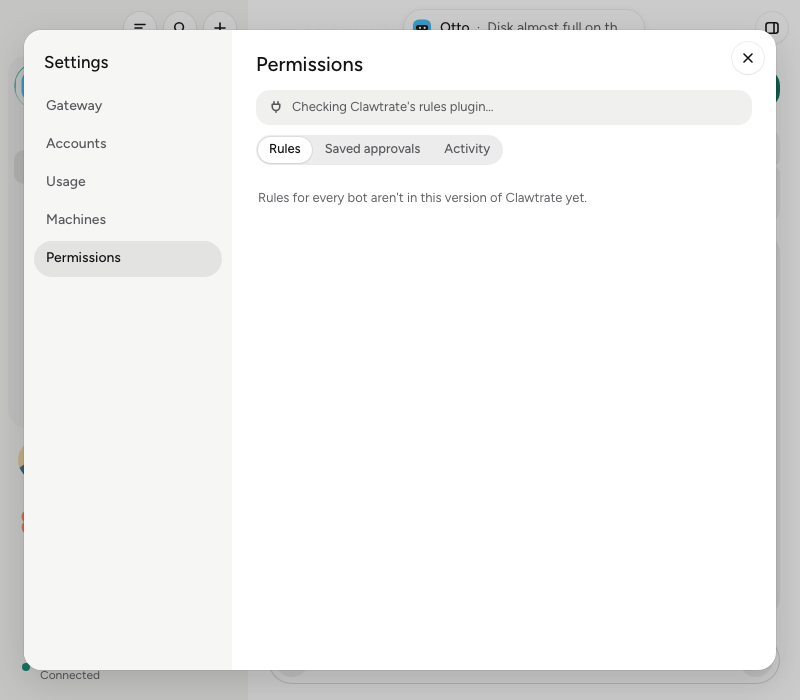 Otto · Disk almost full on th
Settings
Gateway
Accounts
Usage
Machines
Permissions
Permissions
Checking Clawtrate's rules plugin...
Rules Saved approvals Activity
Rules for every bot aren't in this version of Clawtrate yet.
Connected